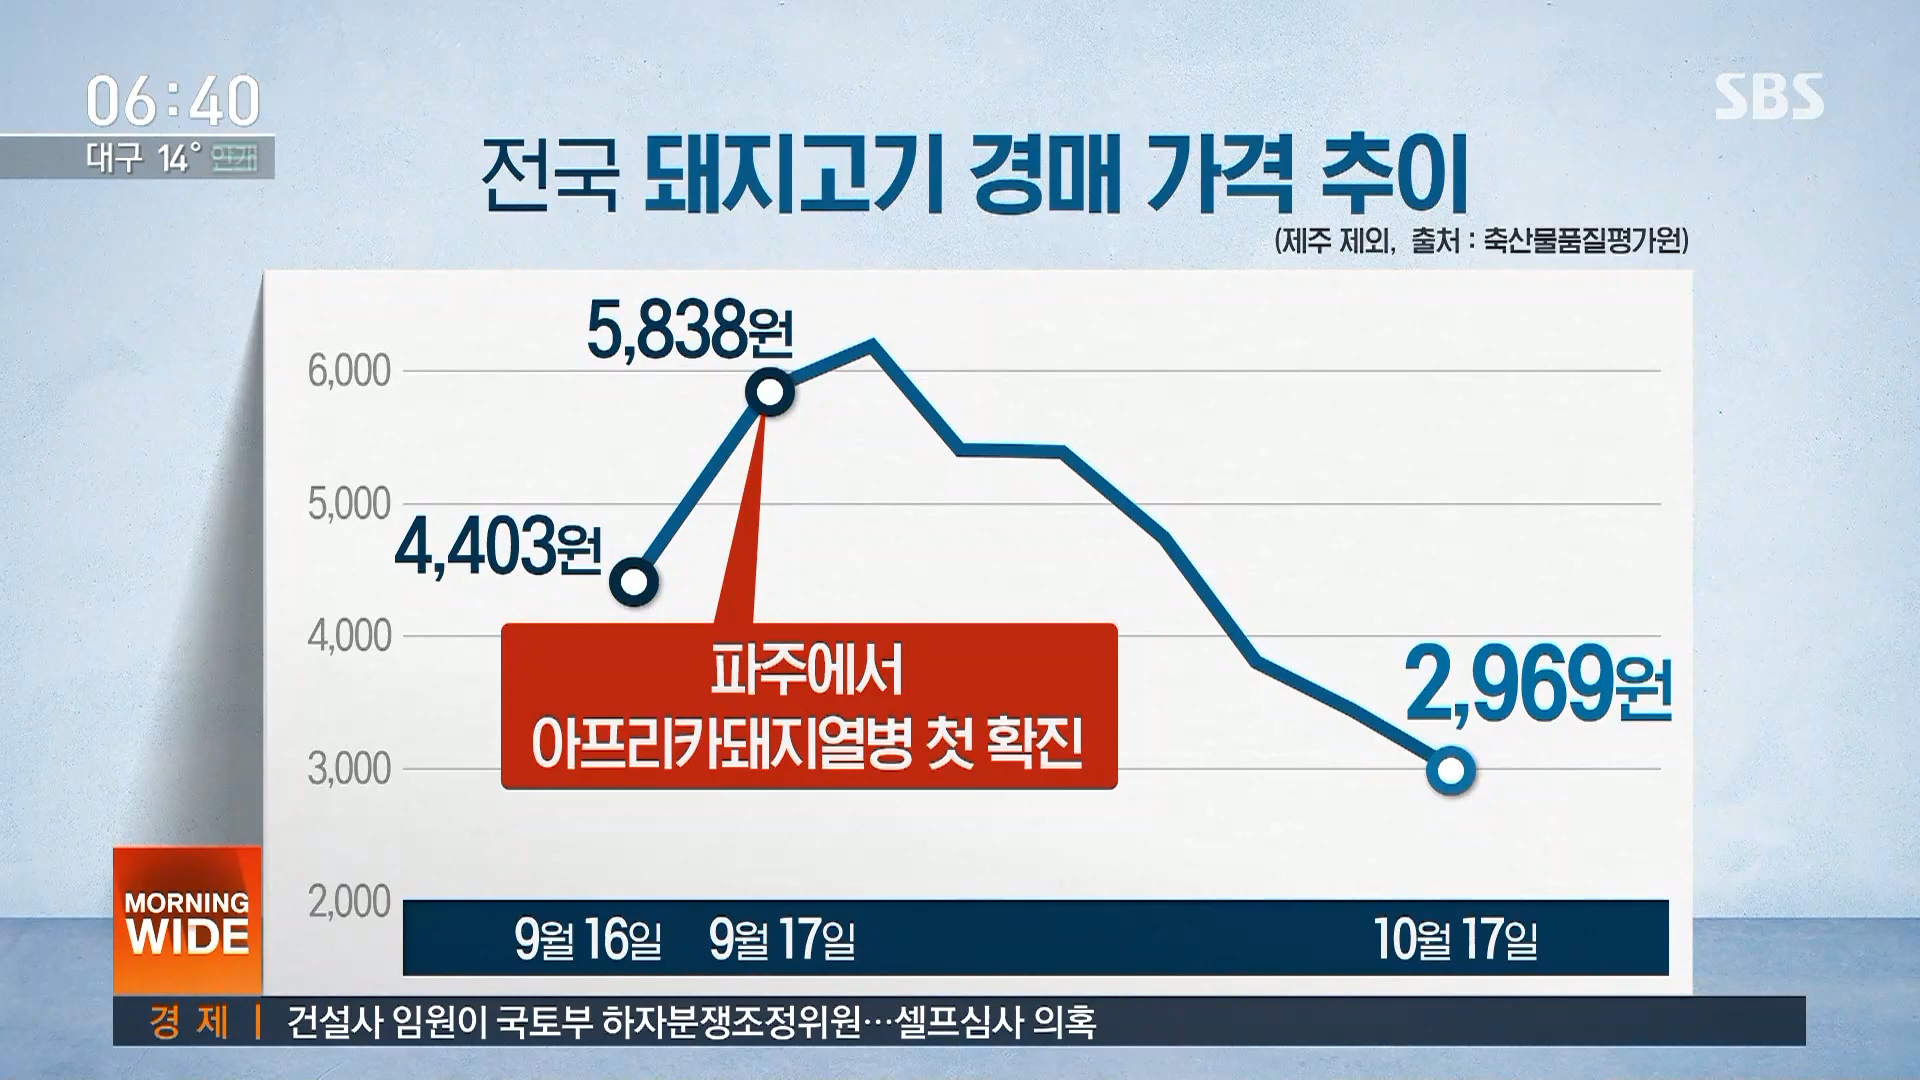 06:40
대구 14°
SBS
전국 돼지고기 경매 가격 추이
(제주 제외, 출처 : 축산물품질평가원)
5,838원
6,000
5,000
4,403원
4,000
파주에서
아프리카돼지열병 첫 확진
2,969원
3,000
2,000
9월 16일 9월 17일 10월 17일
MORNING
WIDE
경제 | 건설사 임원이 국토부 하자분쟁조정위원…셀프심사 의혹